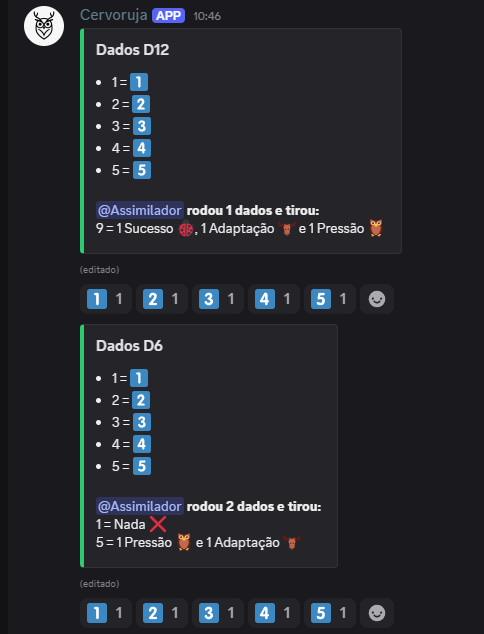 Cervoruja APP 10:46
Dados D12
• 1 = 1
• 2 = 2
• 3 = 3
• 4 = 4
• 5 = 5
@Assimilador rodou 1 dados e tirou:
9 = 1 Sucesso 🐞, 1 Adaptação e 1 Pressão 🦉
(editado)
1 1 2 1 3 1 4 1 5 1
Dados D6
• 1 = 1
• 2 = 2
• 3 = 3
• 4 = 4
• 5 = 5
@Assimilador rodou 2 dados e tirou:
1 = Nada ❌
5 = 1 Pressão 🦉 e 1 Adaptação
(editado)
1 1 2 1 3 1 4 1 5 1